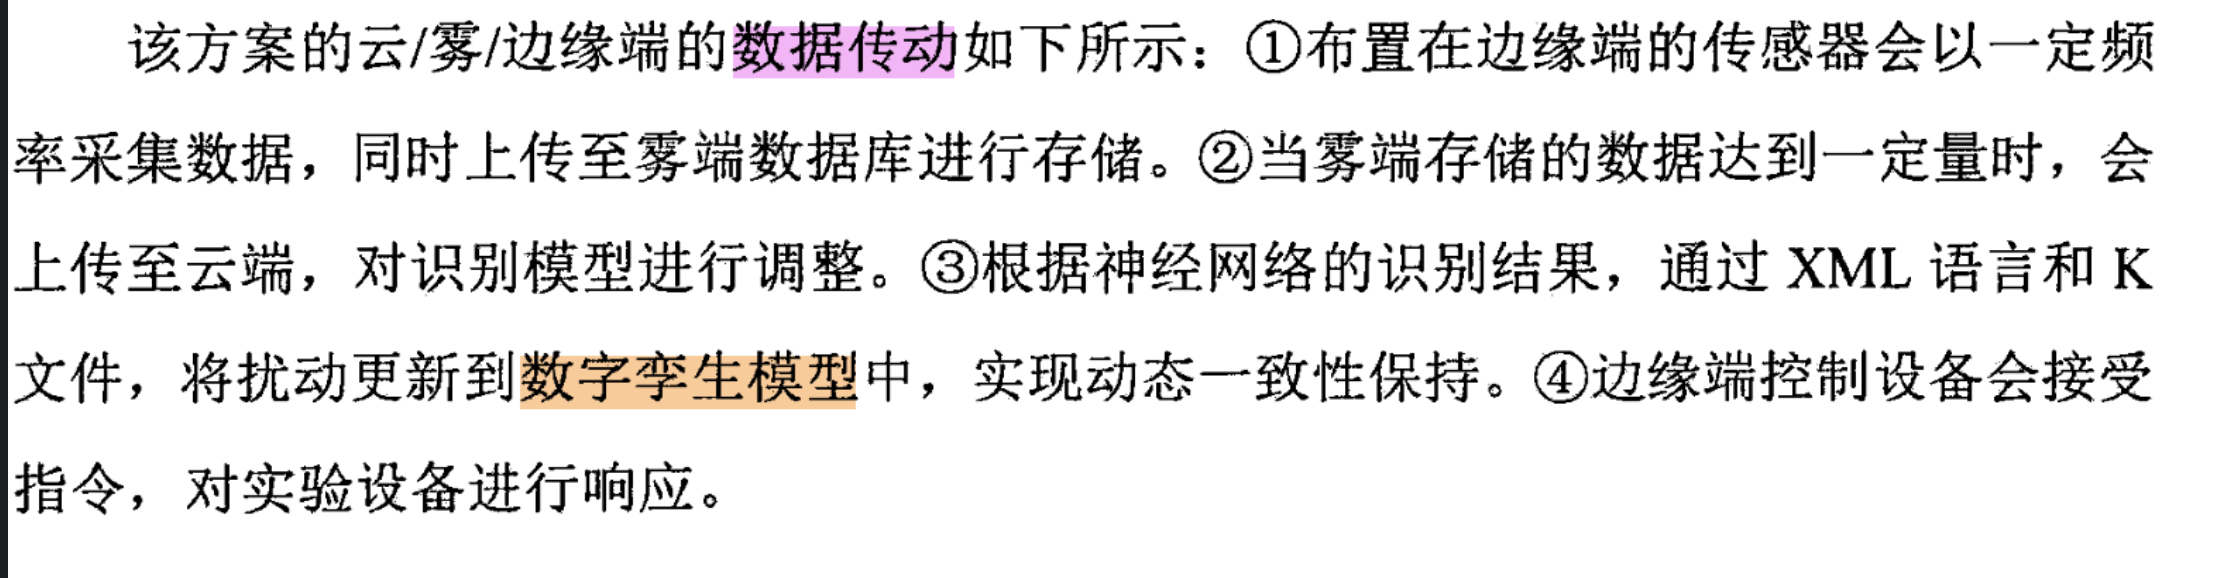 该方案的云/雾/边缘端的数据传动如下所示：①布置在边缘端的传感器会以一定频
率采集数据，同时上传至雾端数据库进行存储。②当雾端存储的数据达到一定量时，会
上传至云端，对识别模型进行调整。③根据神经网络的识别结果，通过 XML 语言和 K
文件，将扰动更新到数字孪生模型中，实现动态一致性保持。④边缘端控制设备会接受
指令，对实验设备进行响应。